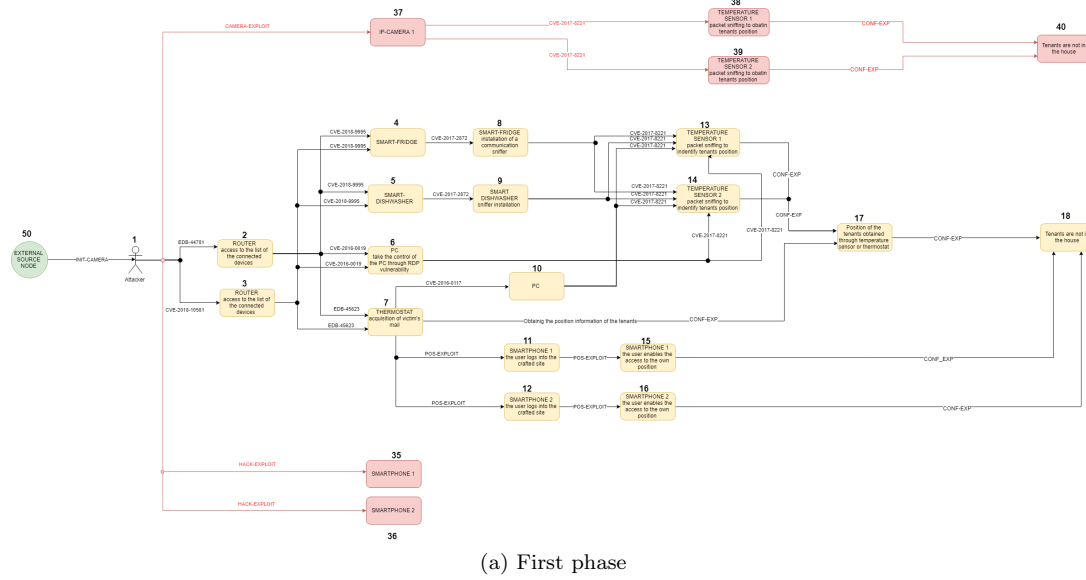 37
CAMERA-EXPLOIT
IP-CAMERA 1
CVE-2017-8221
CVE-2017-8221
38
TEMPERATURE
SENSOR 1
packet sniffing to obatin
tenants position
CONF-EXP
39
TEMPERATURE
SENSOR 2
packet sniffing to obatin
tenants position
CONF-EXP
40
Tenants are not in
the house
4
CVE-2018-9995
CVE-2018-9995
SMART-FRIDGE
CVE-2017-2872
8
SMART-FRIDGE
installation of a
communication
sniffer
CVE-2017-8221
CVE-2017-8221
CVE-2017-8221
13
TEMPERATURE
SENSOR 1
packet sniffing to
indentify tenants position
CONF-EXP
5
CVE-2018-9995
CVE-2018-9995
SMART-
DISHWASHER
CVE-2017-2872
9
SMART
DISHWASHER
sniffer installation
CVE-2017-8221
CVE-2017-8221
CVE-2017-8221
14
TEMPERATURE
SENSOR 2
packet sniffing to
indentify tenants position
CONF-EXP
CVE-2017-8221
CVE-2017-8221
50
EXTERNAL
SOURCE
NODE
INIT-CAMERA
1
Attacker
EDB-44781
2
ROUTER
access to the list of
the connected
devices
CVE-2018-10561
3
ROUTER
access to the list of
the connected
devices
6
CVE-2016-0019
CVE-2016-0019
PC
take the control of
the PC through RDP
vulnerability
7
EDB-45623
EDB-45623
THERMOSTAT
acquisition of victim's
mail
CVE-2016-0117
10
PC
Obtaining the position information of the tenants
CONF-EXP
17
Position of the
tenants obtained
through temperature
sensor or thermostat
CONF-EXP
18
Tenants are not in
the house
POS-EXPLOIT
11
SMARTPHONE 1
the user logs into the
crafted site
POS-EXPLOIT
15
SMARTPHONE 1
the user enables the
access to the own
position
CONF_EXP
POS-EXPLOIT
12
SMARTPHONE 2
the user logs into the
crafted site
POS-EXPLOIT
16
SMARTPHONE 2
the user enables the
access to the own
position
CONF-EXP
35
HACK-EXPLOIT
SMARTPHONE 1
HACK-EXPLOIT
SMARTPHONE 2
36
(a) First phase